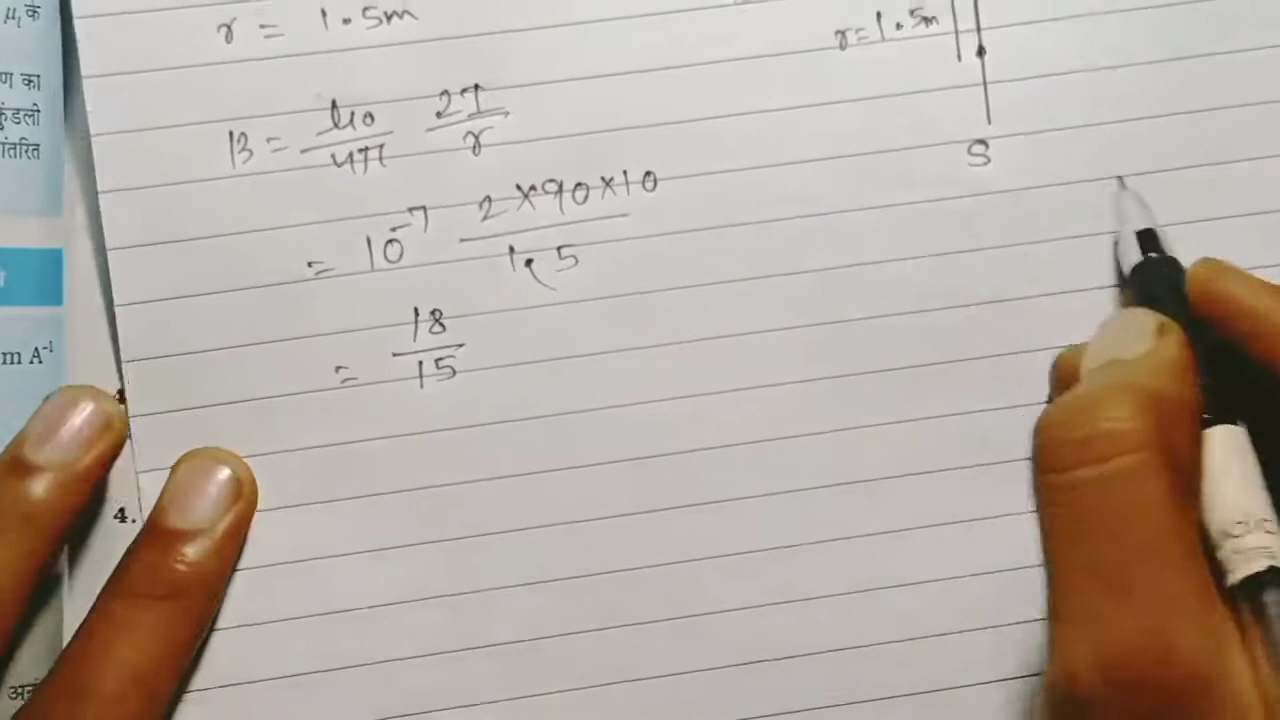 μ₁ के
r = 1.5m
r=1.5m
ण का
कुंडली
ांतरित
B = μ0/4π 2I/r
S
= 10⁻⁷ 2×90×10/1.5
= 18/15
m A⁻¹
4.